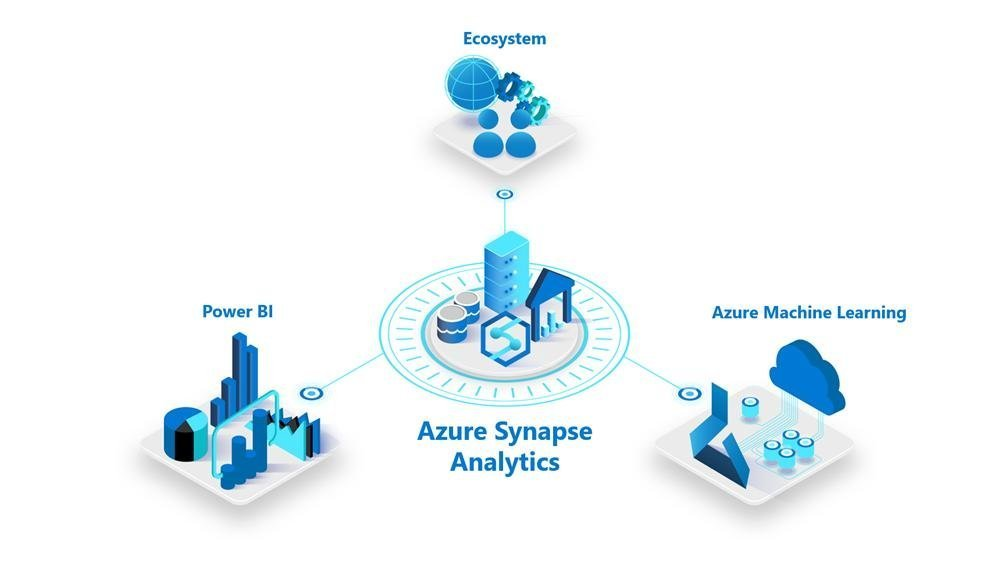 Ecosystem
Power BI
Azure Machine Learning
Azure Synapse
Analytics